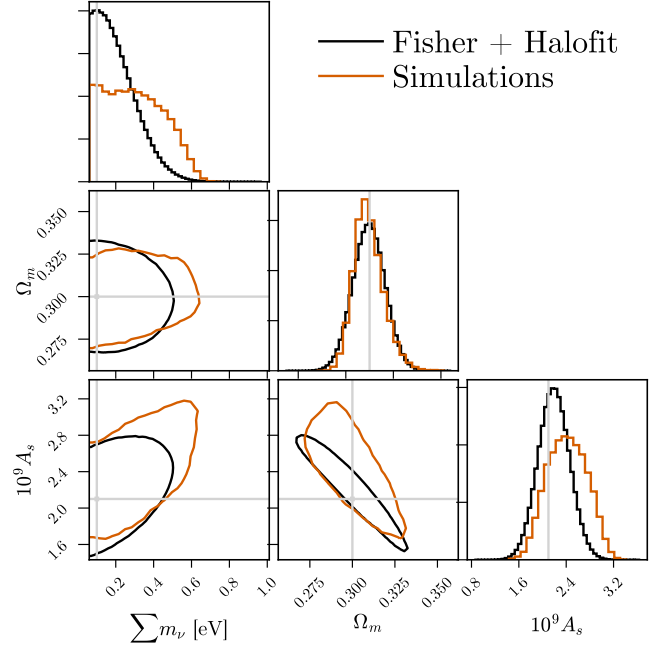 Fisher + Halofit
Simulations
0.350
0.325
0.300
0.275
Ω_m
3.2
2.8
2.4
2.0
1.6
10^9 A_s
0.2 0.4 0.6 0.8 1.0
∑m_ν [eV]
0.275 0.300 0.325 0.350
Ω_m
0.8 1.6 2.4 3.2
10^9 A_s